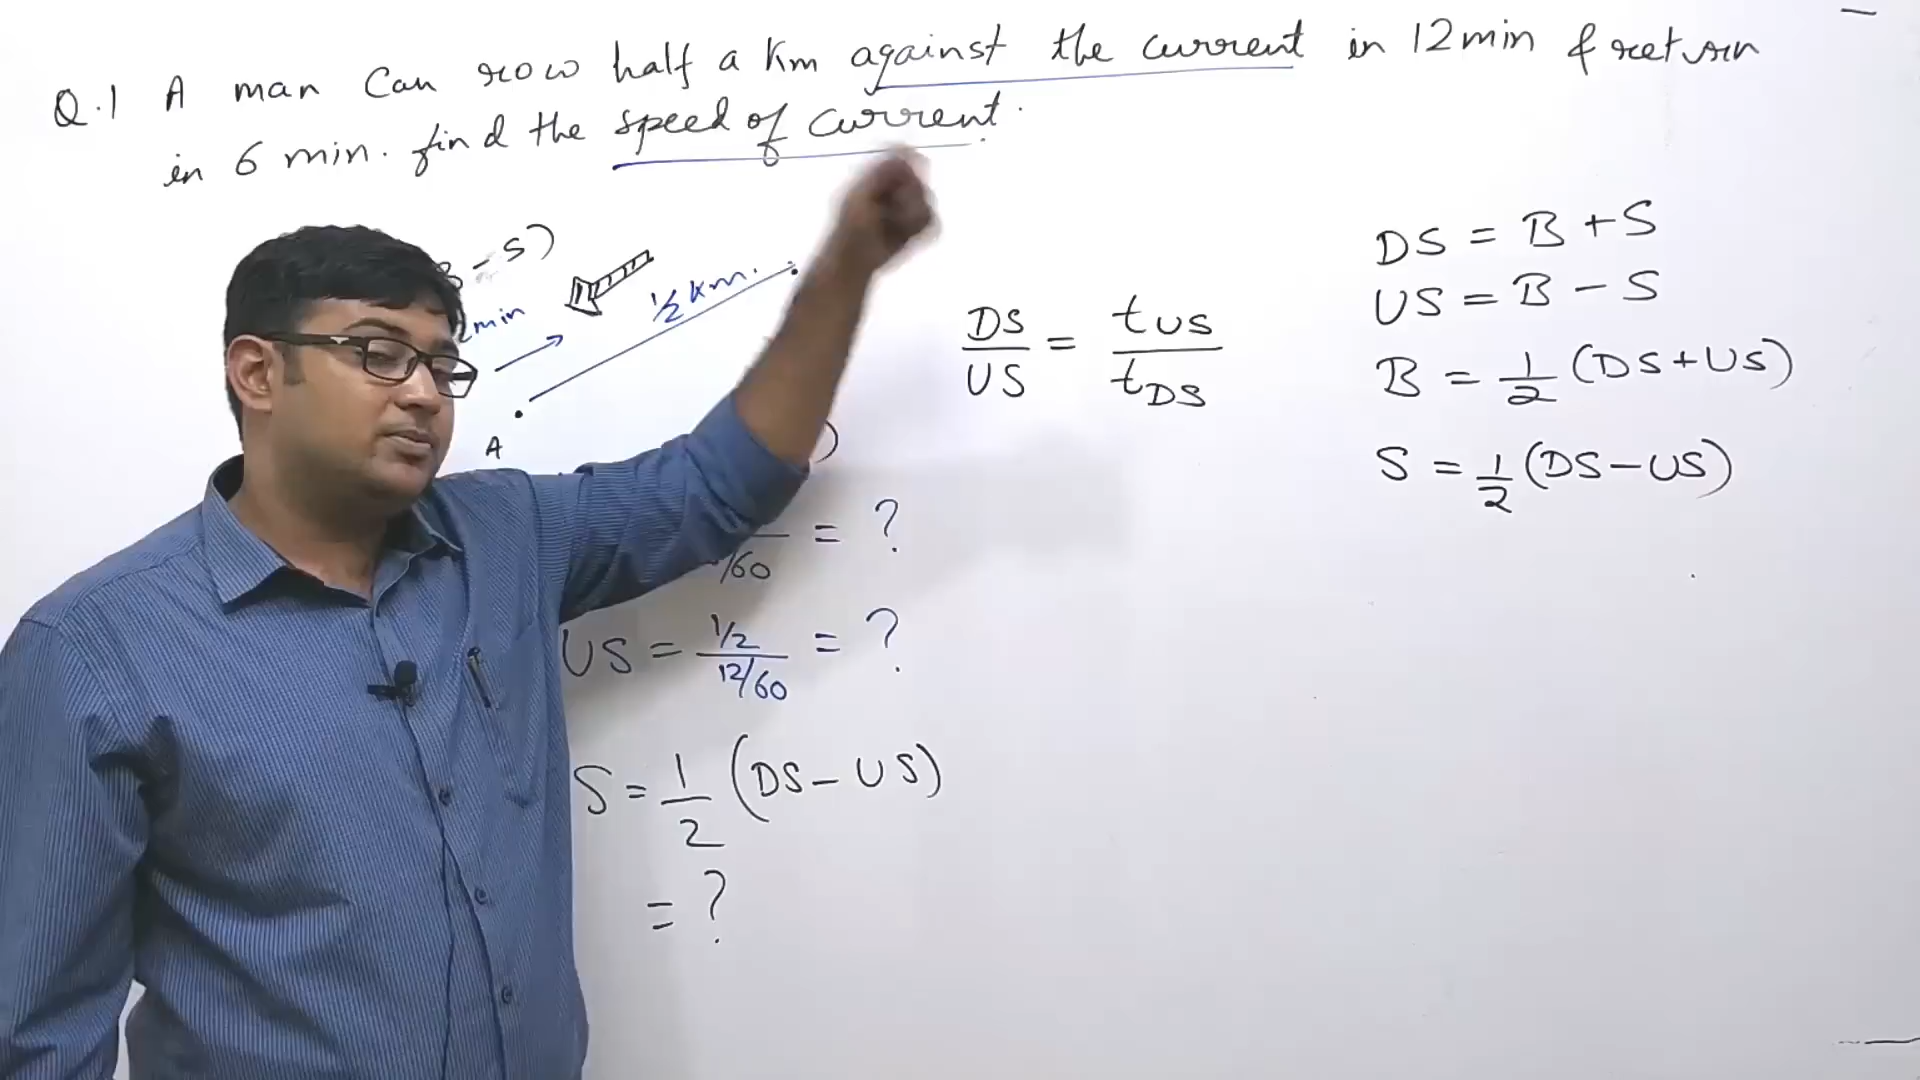 Q.1 A man can row half a km against the current in 12 min & return
in 6 min. find the speed of current.
- S)
min
1/2 km.
A
)
/60 = ?
US = 1/2 / 12/60 = ?
S = 1/2 (DS - US)
= ?
DS/US = tUS/tDS
DS = B + S
US = B - S
B = 1/2 (DS + US)
S = 1/2 (DS - US)